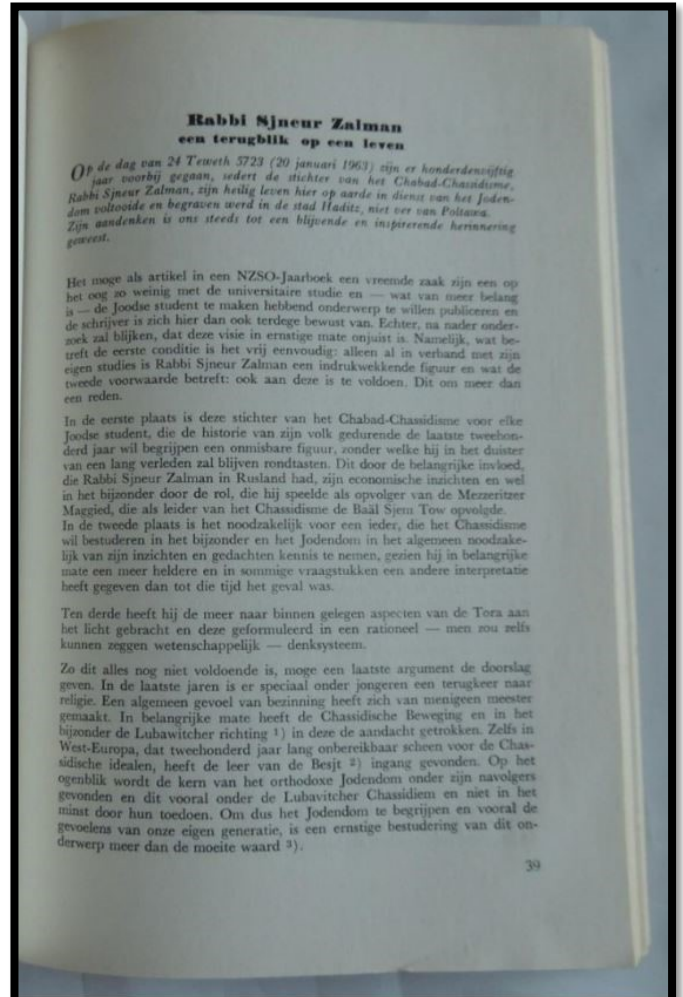 Rabbi Sjneur Zalman
een terugblik op een leven
Op de dag van 24 Teweth 5723 (20 januari 1963) zijn er honderdenvijftig
jaar voorbij gegaan, sedert de stichter van het Chabad-Chassidisme,
Rabbi Sjneur Zalman, zijn heilig leven hier op aarde in dienst van het Joden-
dom voltooide en begraven werd in de stad Haditz, niet ver van Poltawa.
Zijn aandenken is ons steeds tot een blijvende en inspirerende herinnering
geweest.
Het moge als artikel in een NZSO-Jaarboek een vreemde zaak zijn een op
het oog zo weinig met de universitaire studie en — wat van meer belang
is — de Joodse student te maken hebbend onderwerp te willen publiceren en
de schrijver is zich hier dan ook terdege bewust van. Echter, na nader onder-
zoek zal blijken, dat deze visie in ernstige mate onjuist is. Namelijk, wat be-
treft de eerste conditie is het vrij eenvoudig: alleen al in verband met zijn
eigen studies is Rabbi Sjneur Zalman een indrukwekkende figuur en wat de
tweede voorwaarde betreft: ook aan deze is te voldoen. Dit om meer dan
een reden.
In de eerste plaats is deze stichter van het Chabad-Chassidisme voor elke
Joodse student, die de historie van zijn volk gedurende de laatste tweehon-
derd jaar wil begrijpen een onmisbare figuur, zonder welke hij in het duister
van een lang verleden zal blijven rondtasten. Dit door de belangrijke invloed,
die Rabbi Sjneur Zalman in Rusland had, zijn economische inzichten en wel
in het bijzonder door de rol, die hij speelde als opvolger van de Mezzeritzer
Maggied, die als leider van het Chassidisme de Baäl Sjem Tow opvolgde.
In de tweede plaats is het noodzakelijk voor een ieder, die het Chassidisme
wil bestuderen in het bijzonder en het Jodendom in het algemeen noodzake-
lijk van zijn inzichten en gedachten kennis te nemen, gezien hij in belangrijke
mate een meer heldere en in sommige vraagstukken een andere interpretatie
heeft gegeven dan tot die tijd het geval was.
Ten derde heeft hij de meer naar binnen gelegen aspecten van de Tora aan
het licht gebracht en deze geformuleerd in een rationeel — men zou zelfs
kunnen zeggen wetenschappelijk — denksysteem.
Zo dit alles nog niet voldoende is, moge een laatste argument de doorslag
geven. In de laatste jaren is er speciaal onder jongeren een terugkeer naar
religie. Een algemeen gevoel van bezinning heeft zich van menigeen meester
gemaakt. In belangrijke mate heeft de Chassidische Beweging en in het
bijzonder de Lubawitcher richting 1) in deze de aandacht getrokken. Zelfs in
West-Europa, dat tweehonderd jaar lang onbereikbaar scheen voor de Chas-
sidische idealen, heeft de leer van de Besjt 2) ingang gevonden. Op het
ogenblik wordt de kern van het orthodoxe Jodendom onder zijn navolgers
gevonden en dit vooral onder de Lubavitcher Chassidiem en niet in het
minst door hun toedoen. Om dus het Jodendom te begrijpen en vooral de
gevoelens van onze eigen generatie, is een ernstige bestudering van dit on-
derwerp meer dan de moeite waard 3).
39